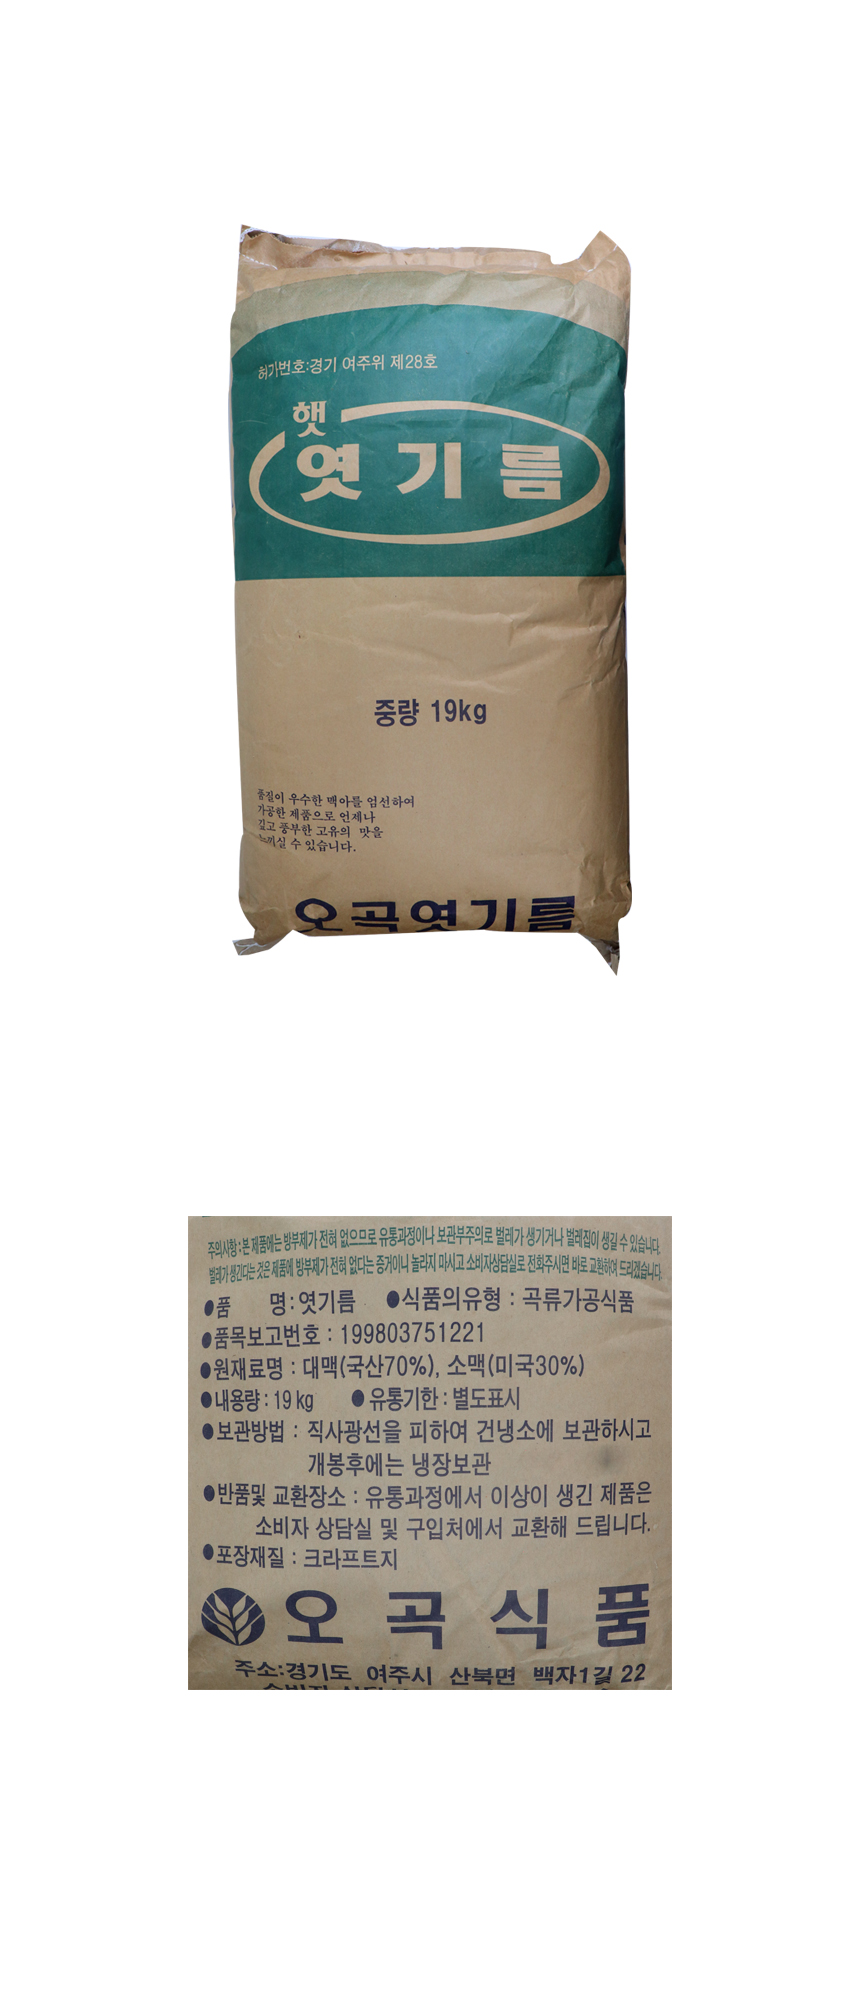 허가번호:경기 여주위 제28호
햇
엿기름
중량 19kg
품질이 우수한 맥아를 엄선하여
가공한 제품으로 언제나
깊고 풍부한 고유의 맛을
느끼실 수 있습니다.
오곡엿기름
주의사항 : 본 제품에는 방부제가 전혀 없으므로 유통과정이나 보관부주의로 벌레가 생기거나 벌레집이 생길 수 있습니다.
벌레가 생긴다는 것은 제품에 방부제가 전혀 없다는 증거이니 놀라지 마시고 소비자상담실로 전화주시면 바로 교환하여 드리겠습니다.
●품 명 : 엿기름 ●식품의유형 : 곡류가공식품
●품목보고번호 : 199803751221
●원재료명 : 대맥(국산70%), 소맥(미국30%)
●내용량 : 19 kg ●유통기한 : 별도표시
●보관방법 : 직사광선을 피하여 건냉소에 보관하시고
개봉후에는 냉장보관
●반품및 교환장소 : 유통과정에서 이상이 생긴 제품은
소비자 상담실 및 구입처에서 교환해 드립니다.
●포장재질 : 크라프트지
오곡식품
주소:경기도 여주시 산북면 백자1길 22